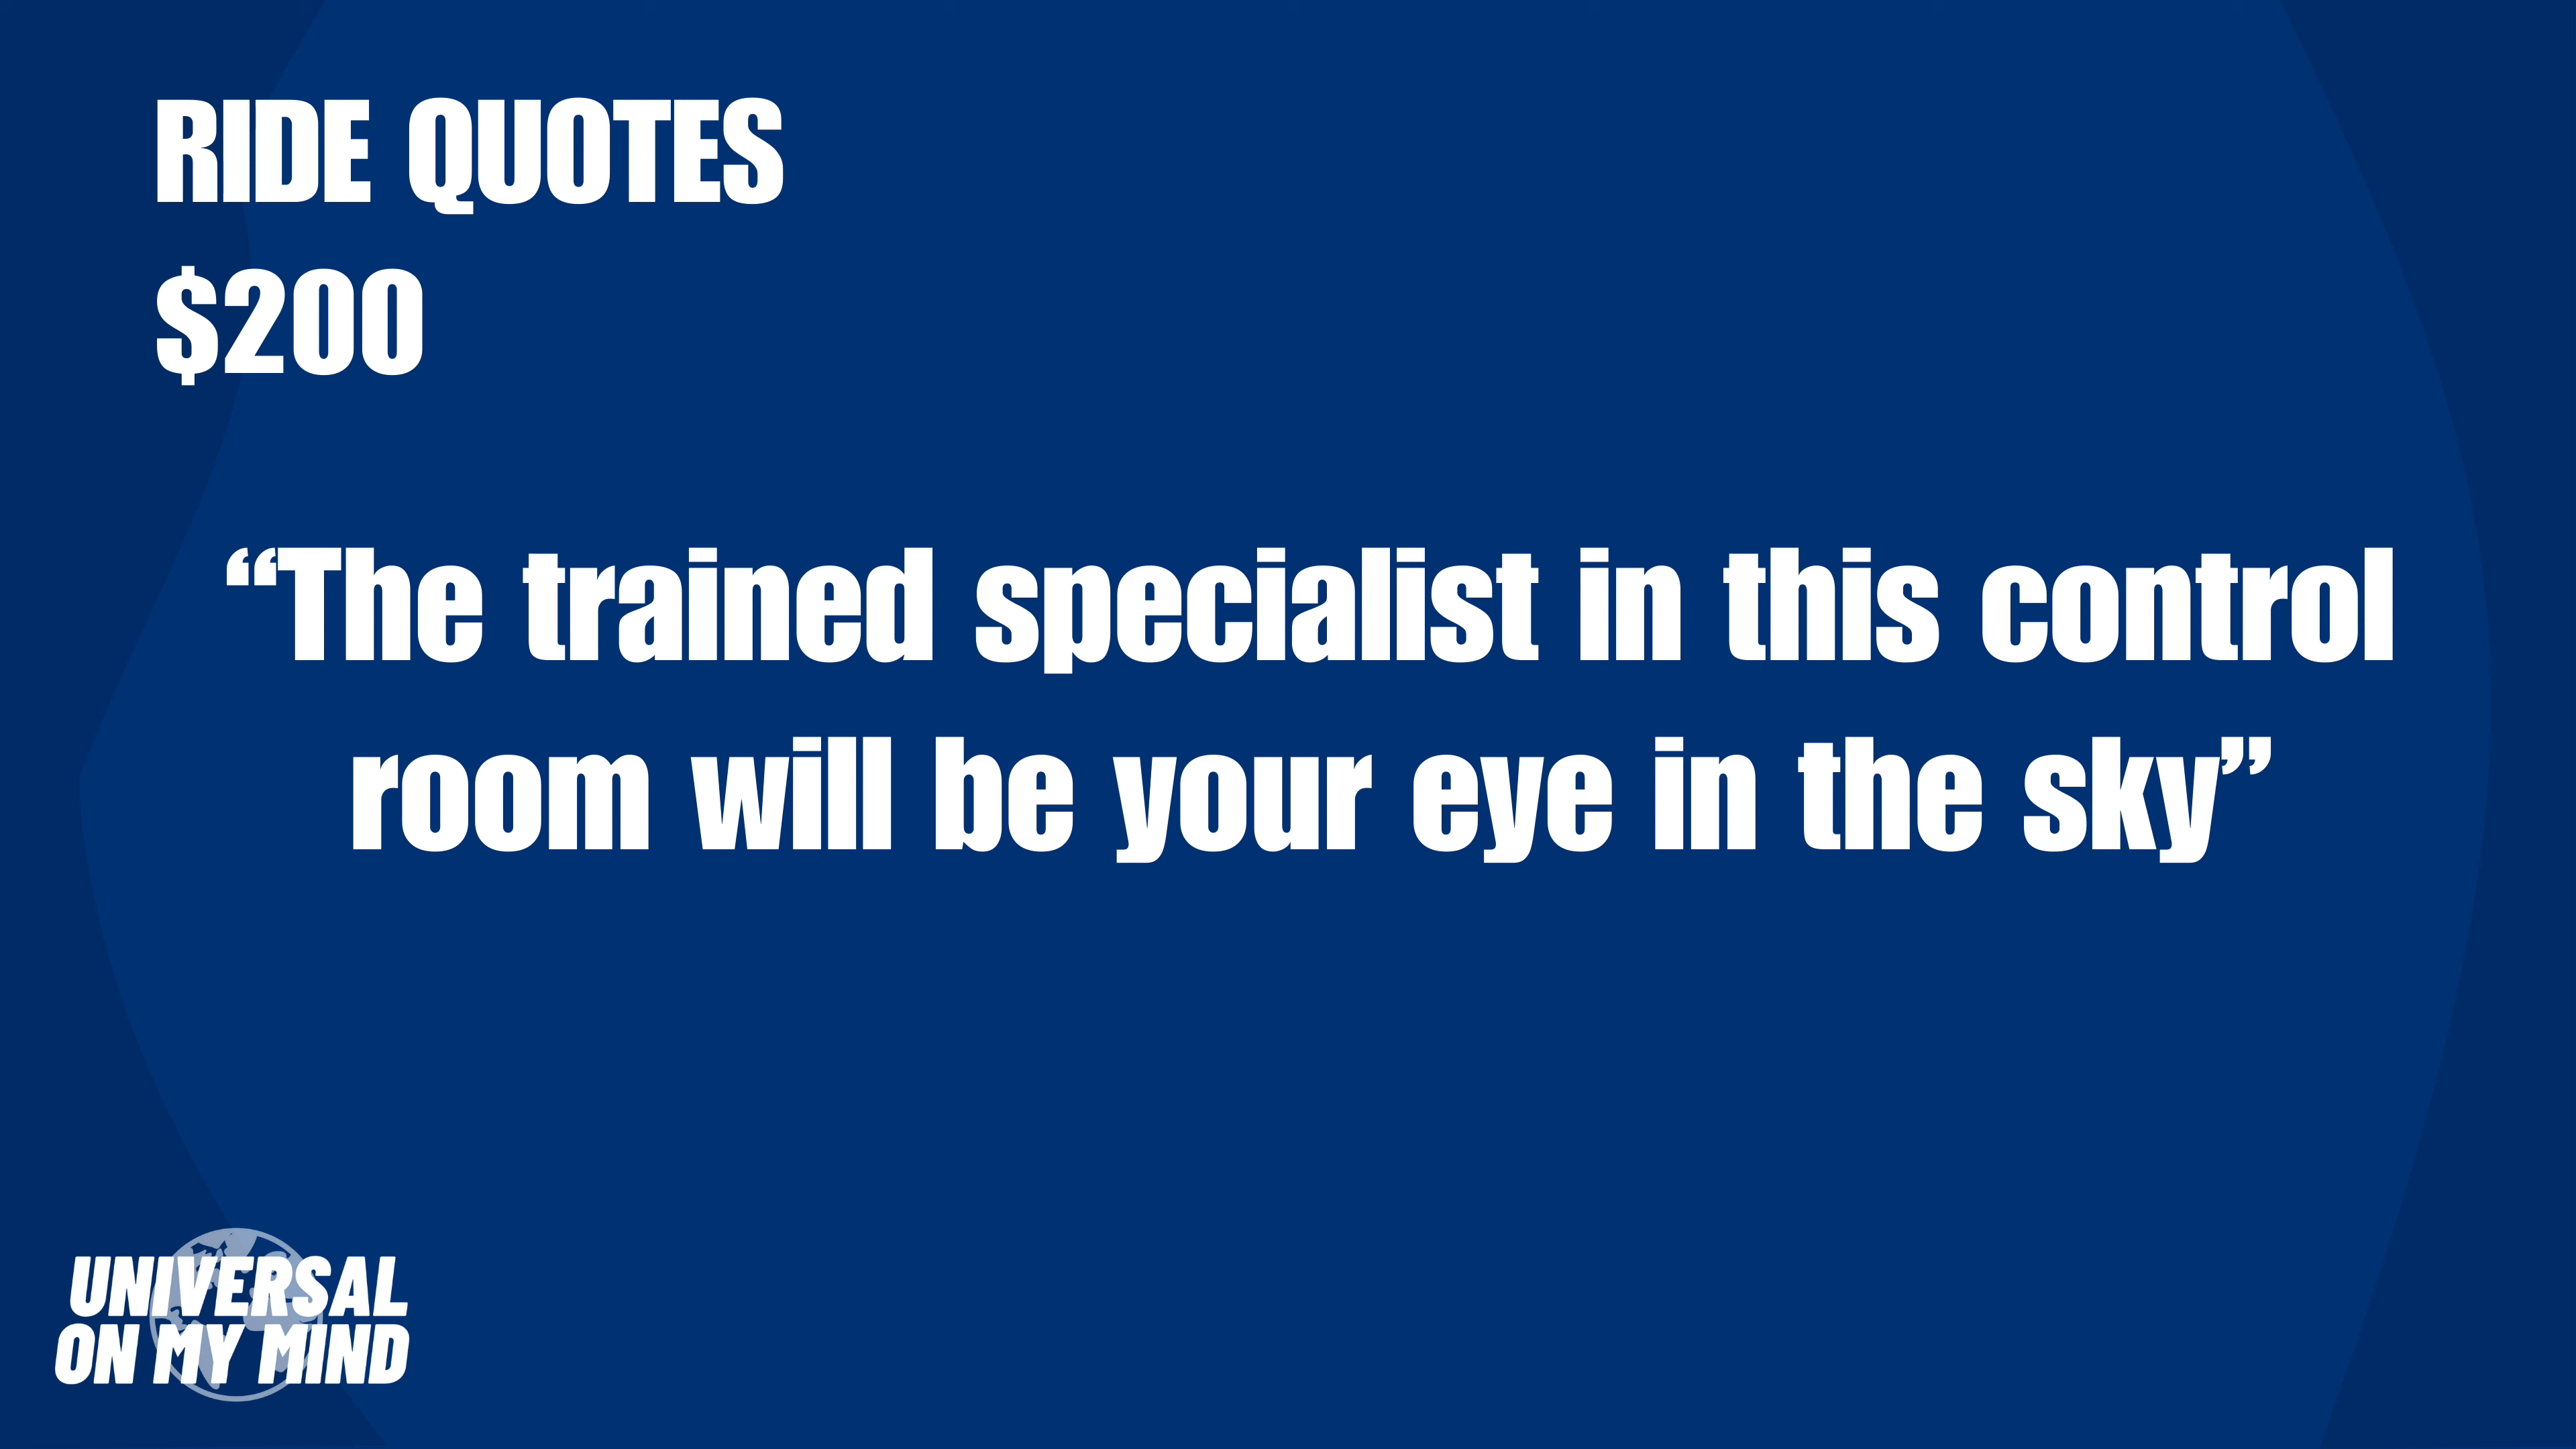 RIDE QUOTES
$200
“The trained specialist in this control
room will be your eye in the sky”
UNIVERSAL
ON MY MIND